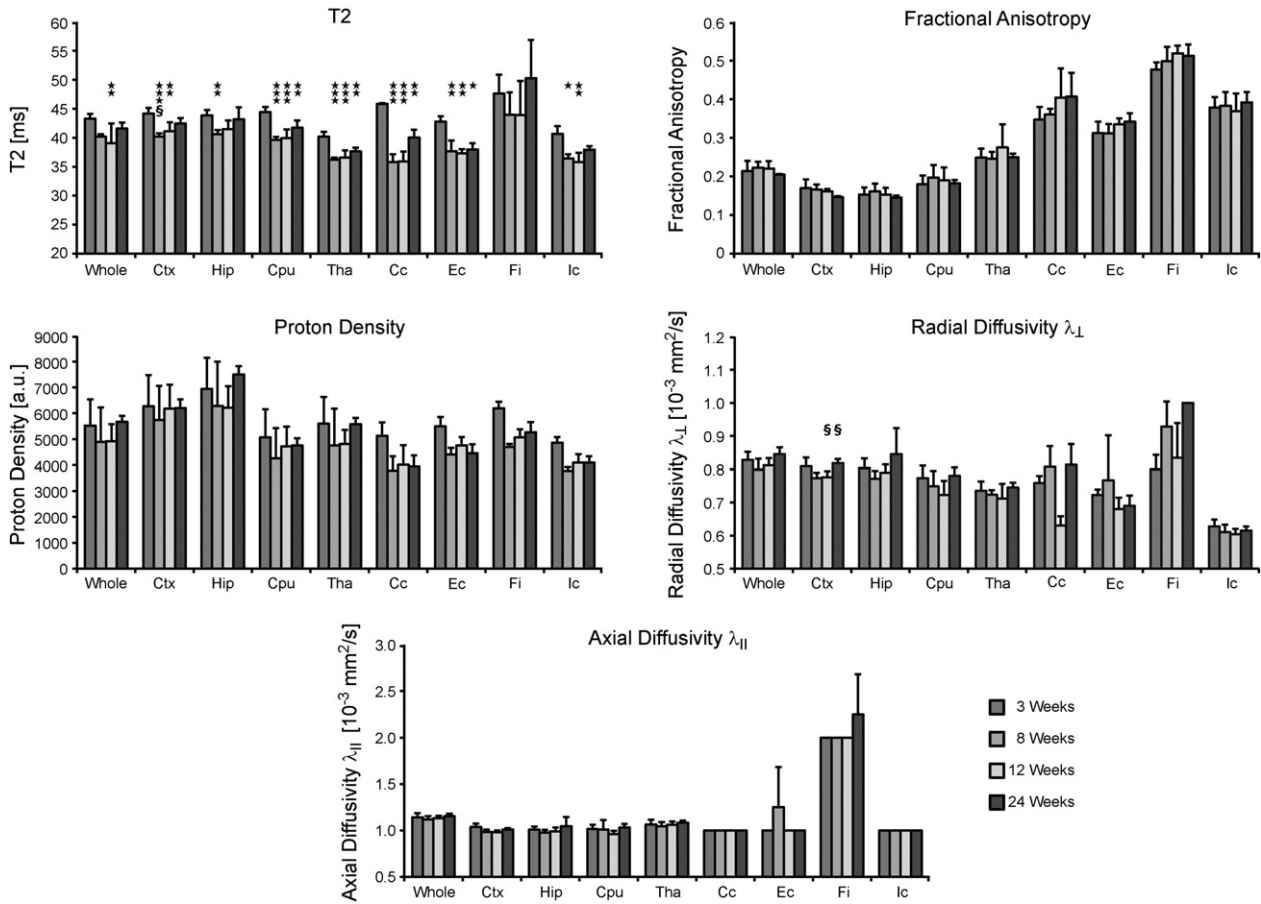 T2
T2 [ms]
60
55
50
45
40
35
30
25
20
★★ ★★★ § ★★ ★★ ★★★ ★★★ ★★ ★★★ ★★★ ★★ ★★★ ★★★ ★★ ★★ ★★ ★ ★ ★★
Whole Ctx Hip Cpu Tha Cc Ec Fi Ic
Fractional Anisotropy
Fractional Anisotropy
0.6
0.5
0.4
0.3
0.2
0.1
0
Whole Ctx Hip Cpu Tha Cc Ec Fi Ic
Proton Density
Proton Density [a.u.]
9000
8000
7000
6000
5000
4000
3000
2000
1000
0
Whole Ctx Hip Cpu Tha Cc Ec Fi Ic
Radial Diffusivity λ⊥
Radial Diffusivity λ⊥ [10⁻³ mm²/s]
1.2
1.1
1.0
0.9
0.8
0.7
0.6
0.5
§ §
Whole Ctx Hip Cpu Tha Cc Ec Fi Ic
Axial Diffusivity λ||
Axial Diffusivity λ|| [10⁻³ mm²/s]
3.0
2.5
2.0
1.5
1.0
0.5
Whole Ctx Hip Cpu Tha Cc Ec Fi Ic
3 Weeks
8 Weeks
12 Weeks
24 Weeks